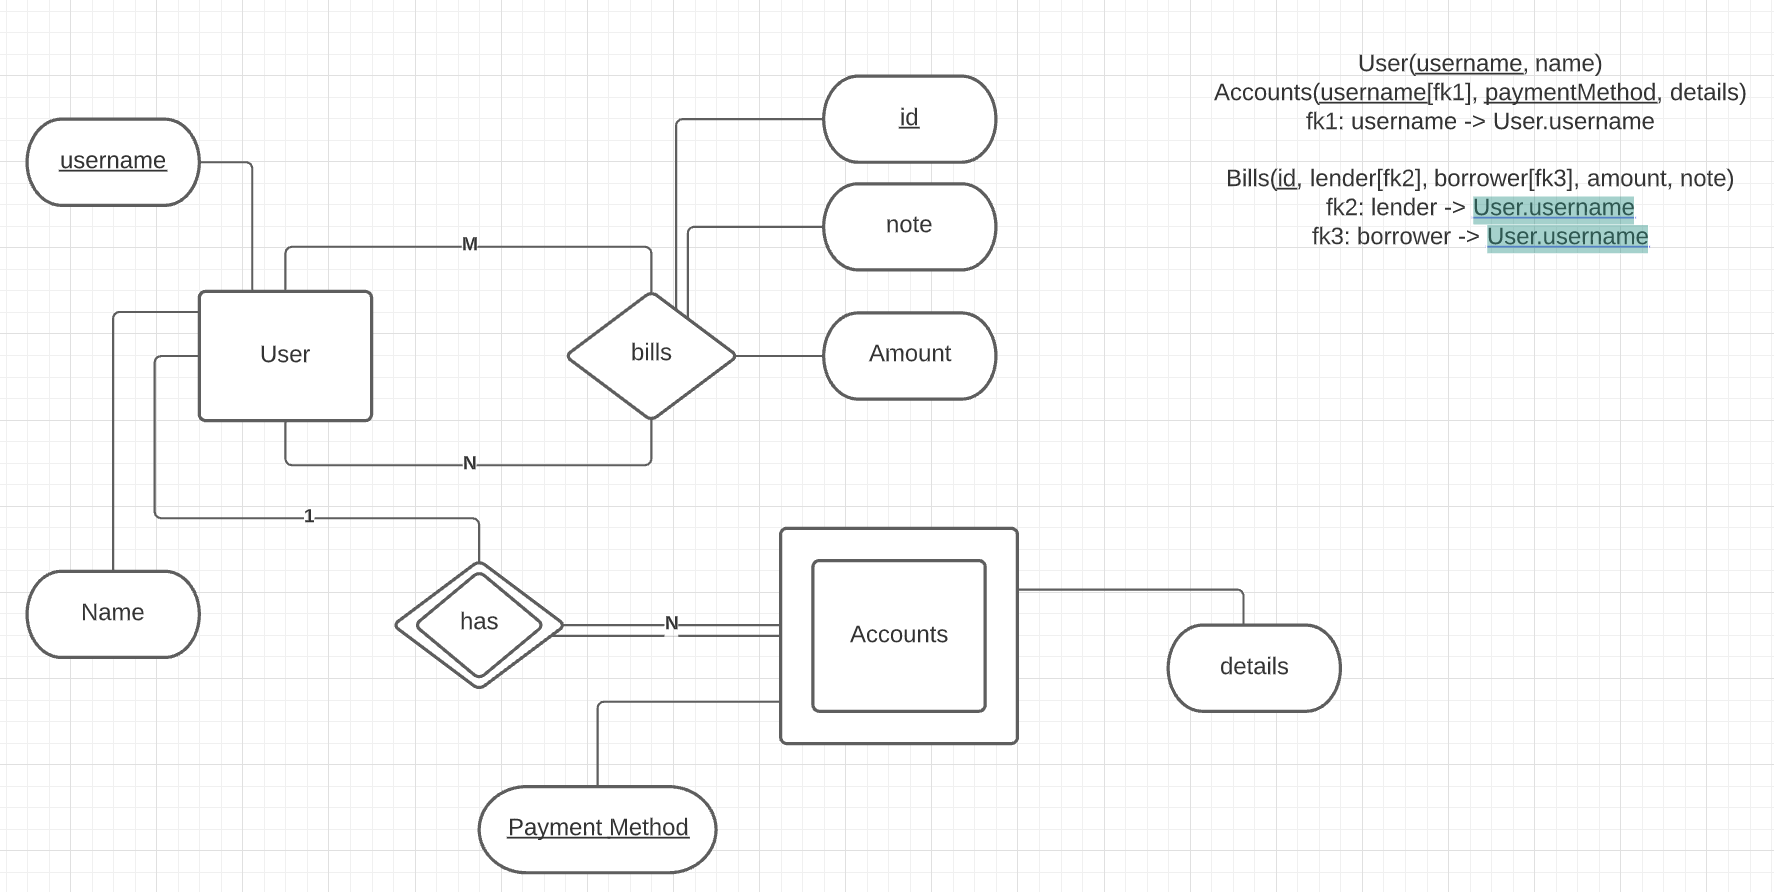 User(username, name)
Accounts(username[fk1], paymentMethod, details)
fk1: username -> User.username
Bills(id, lender[fk2], borrower[fk3], amount, note)
fk2: lender -> User.username
fk3: borrower -> User.username
id
username
note
M
User
bills
Amount
N
1
Name
has
N
Accounts
details
Payment Method